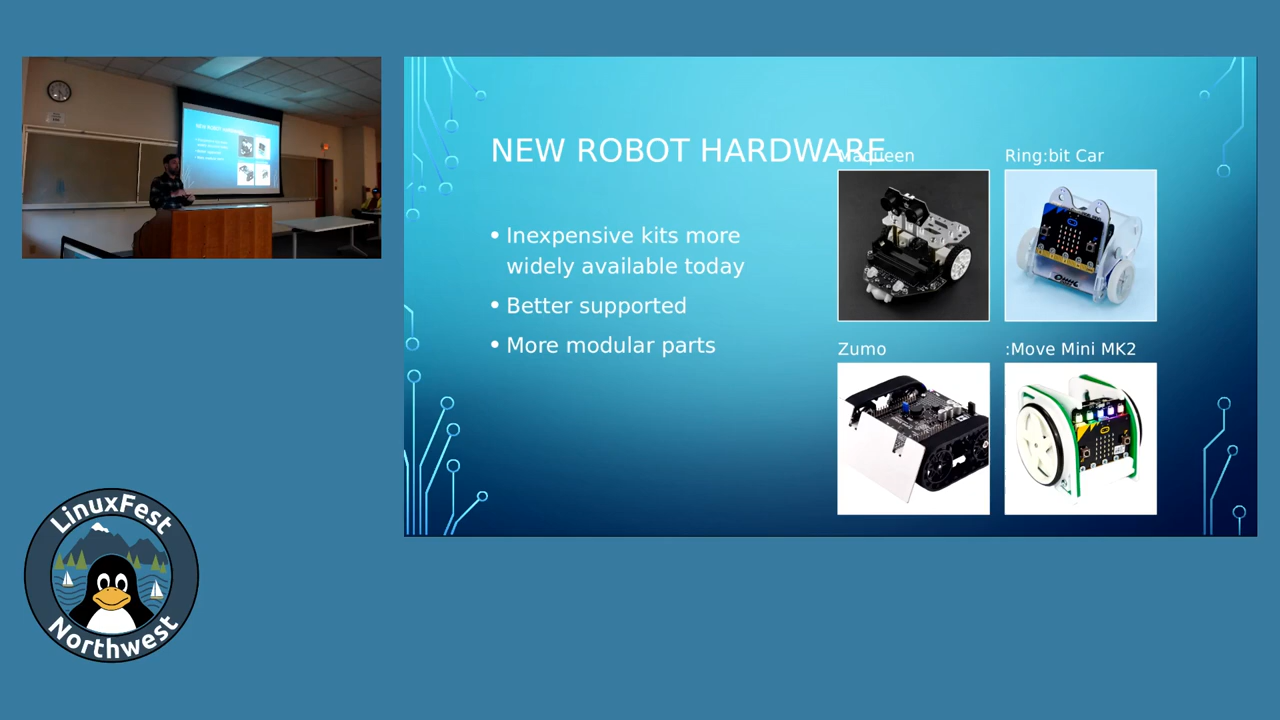 NEW ROBOT HARDWARE
• Inexpensive kits more
widely available today
• Better supported
• More modular parts
Maqueen
Ring:bit Car
Zumo
:Move Mini MK2
LinuxFest
Northwest